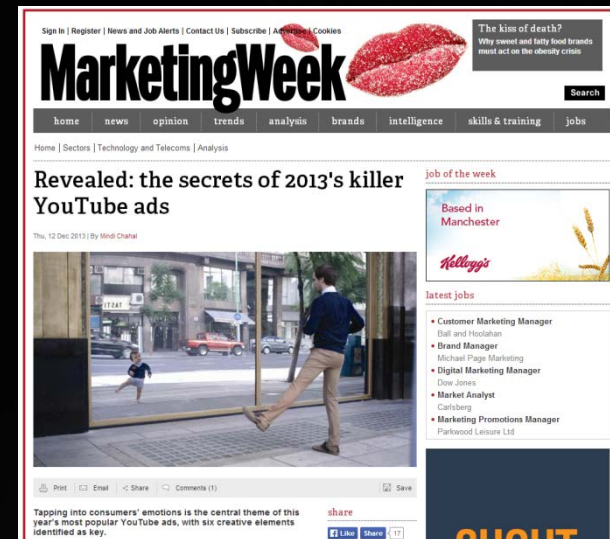 Sign In | Register | News and Job Alerts | Contact Us | Subscribe | Advertise | Cookies
MarketingWeek
The kiss of death?
Why sweet and fatty food brands
must act on the obesity crisis
Search
home news opinion trends analysis brands intelligence skills & training jobs
Home | Sectors | Technology and Telecoms | Analysis
Revealed: the secrets of 2013's killer
YouTube ads
Thu, 12 Dec 2013 | By Mindi Chahal
Print Email Share Comments (1) Save
Tapping into consumers' emotions is the central theme of this
year's most popular YouTube ads, with six creative elements
identified as key.
share
Like Share 17
job of the week
Based in
Manchester
Kellogg's
latest jobs
• Customer Marketing Manager
Ball and Hoolahan
• Brand Manager
Michael Page Marketing
• Digital Marketing Manager
Dow Jones
• Market Analyst
Carlsberg
• Marketing Promotions Manager
Parkwood Leisure Ltd
SHOUT